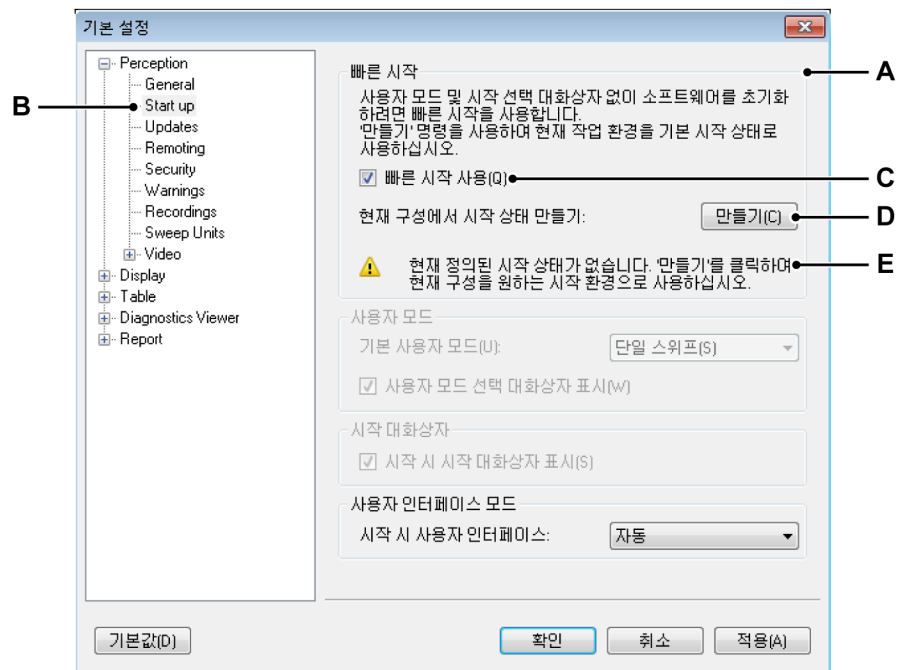 기본 설정
Perception
General
Start up
Updates
Remoting
Security
Warnings
Recordings
Sweep Units
Video
Display
Table
Diagnostics Viewer
Report
빠른 시작
사용자 모드 및 시작 선택 대화상자 없이 소프트웨어를 초기화
하려면 빠른 시작을 사용합니다.
'만들기' 명령을 사용하여 현재 작업 환경을 기본 시작 상태로
사용하십시오.
빠른 시작 사용(Q)
현재 구성에서 시작 상태 만들기:
만들기(C)
현재 정의된 시작 상태가 없습니다. '만들기'를 클릭하여
현재 구성을 원하는 시작 환경으로 사용하십시오.
사용자 모드
기본 사용자 모드(U):
단일 스위프(S)
사용자 모드 선택 대화상자 표시(W)
시작 대화상자
시작 시 시작 대화상자 표시(S)
사용자 인터페이스 모드
시작 시 사용자 인터페이스:
자동
기본값(D)
확인
취소
적용(A)
A
B
C
D
E